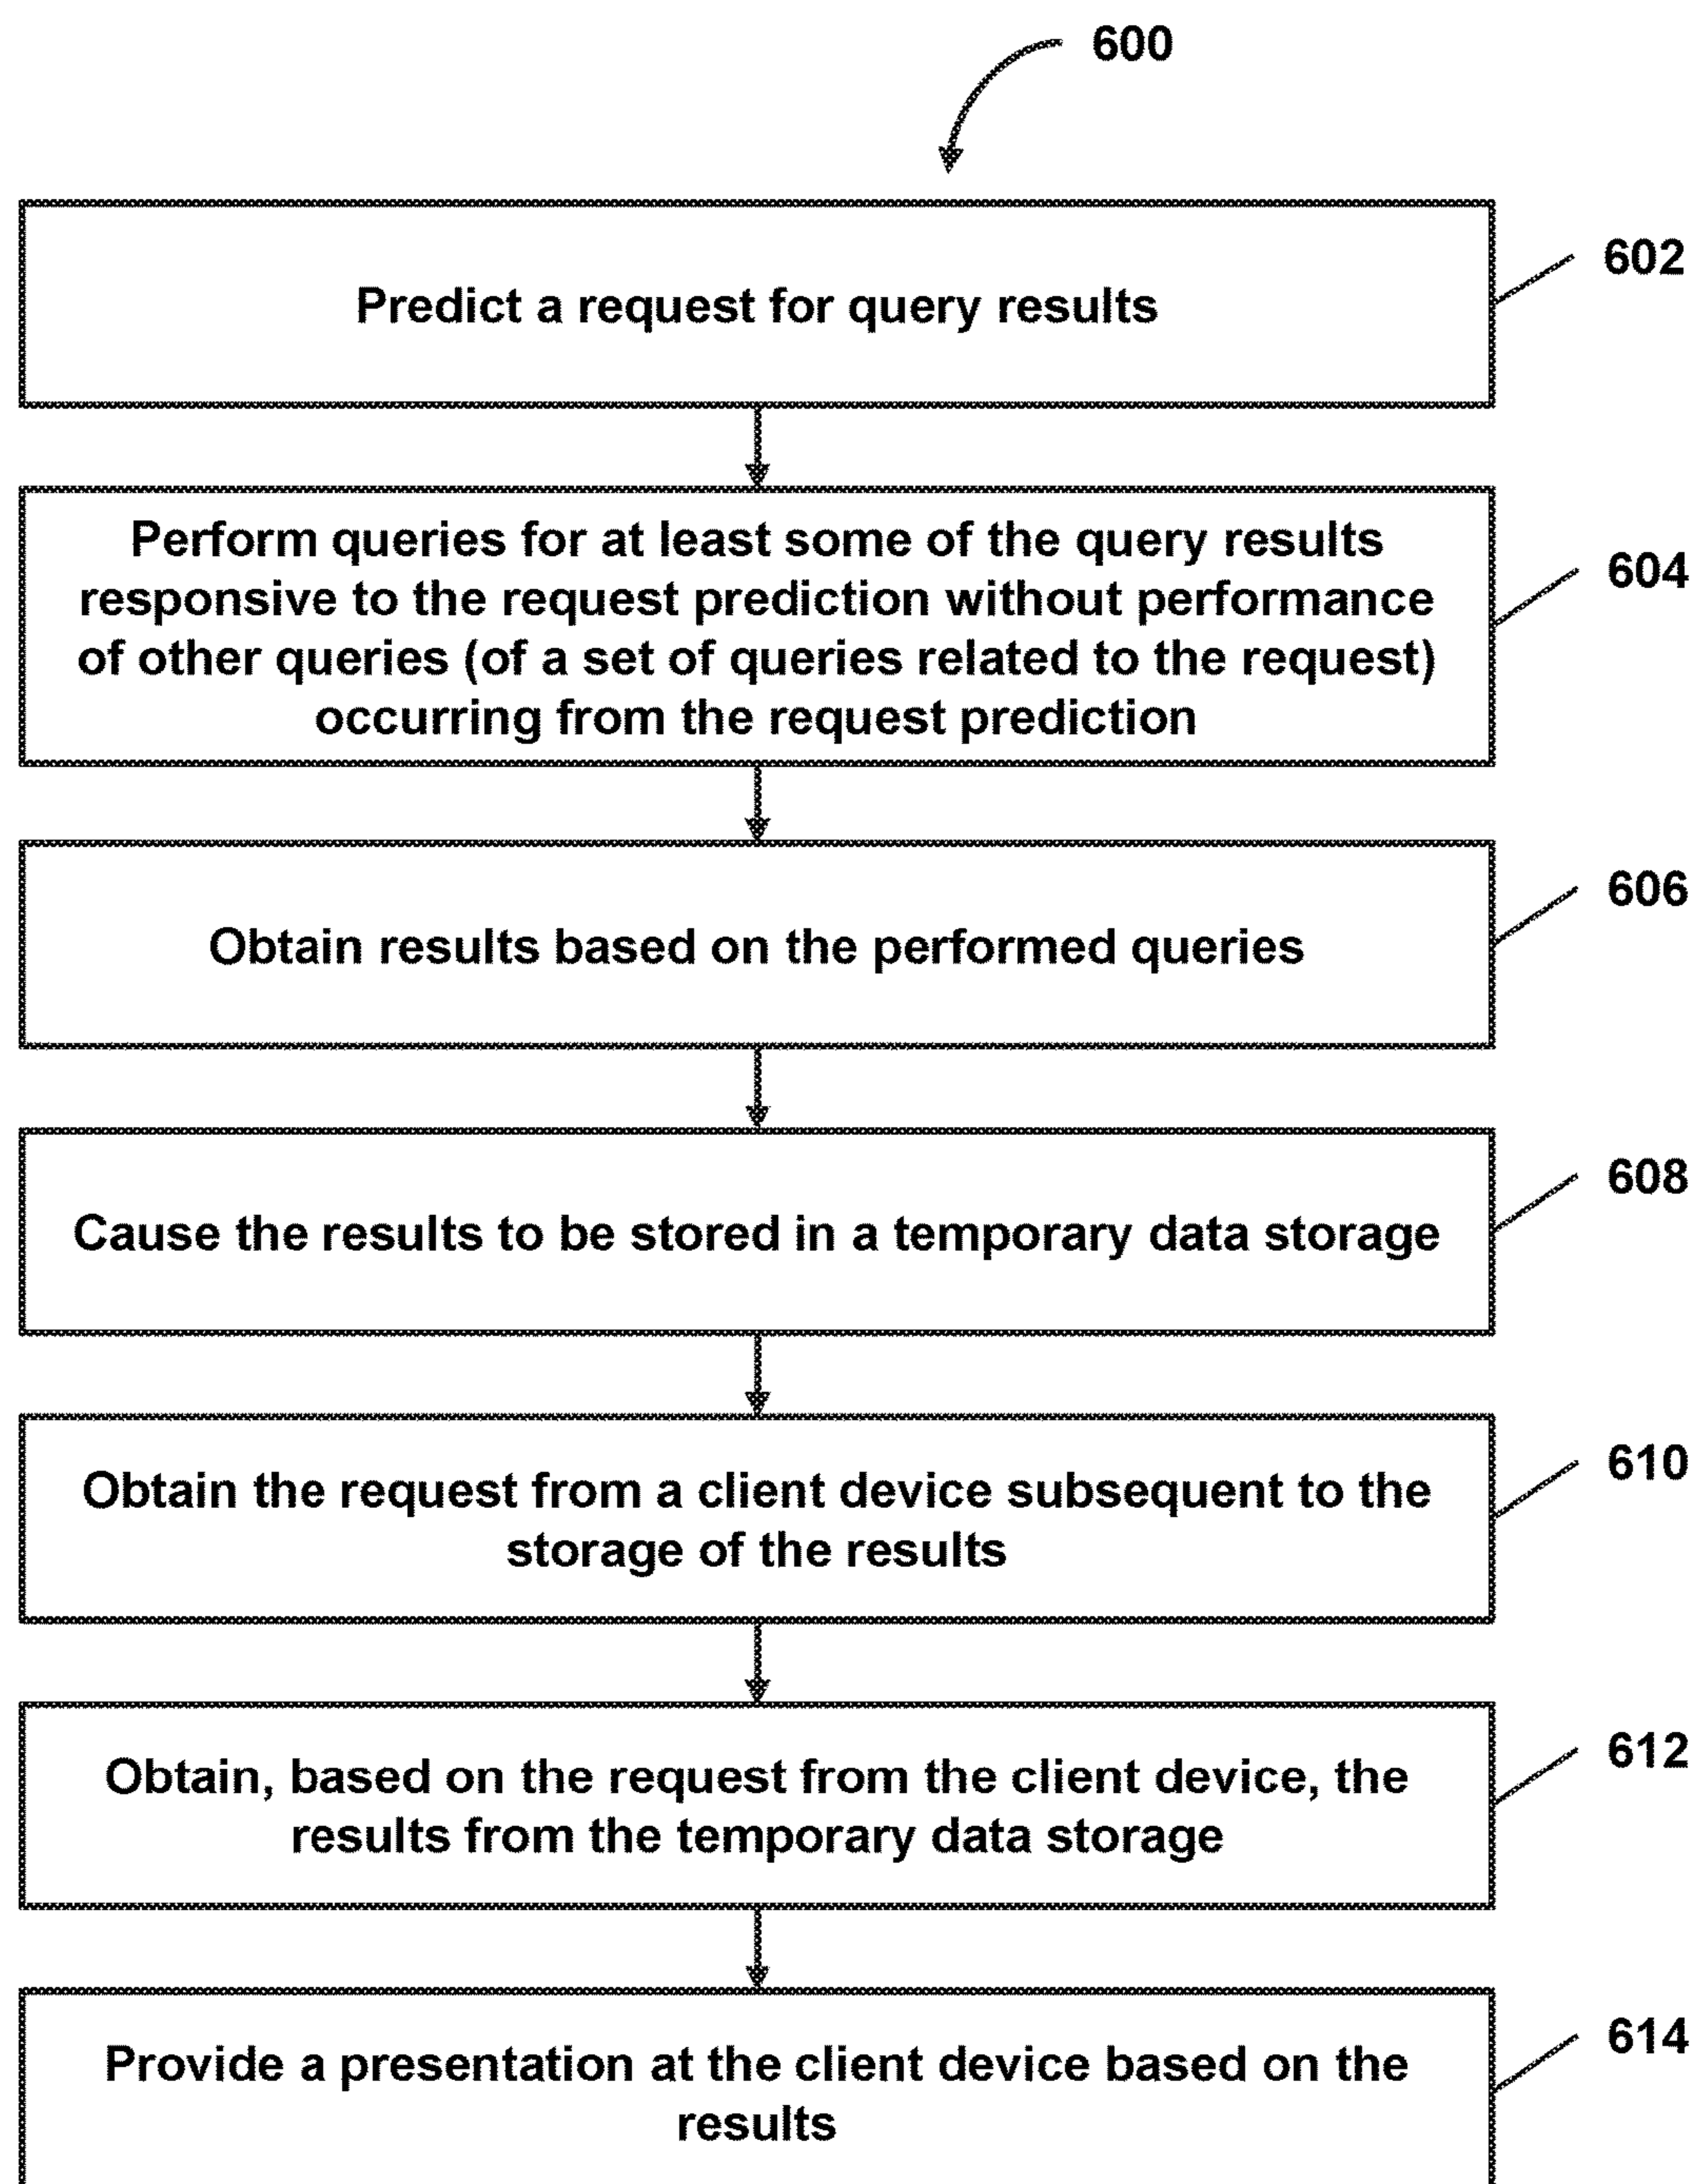 600
Predict a request for query results
602
Perform queries for at least some of the query results
responsive to the request prediction without performance
of other queries (of a set of queries related to the request)
occurring from the request prediction
604
Obtain results based on the performed queries
606
Cause the results to be stored in a temporary data storage
608
Obtain the request from a client device subsequent to the
storage of the results
610
Obtain, based on the request from the client device, the
results from the temporary data storage
612
Provide a presentation at the client device based on the
results
614